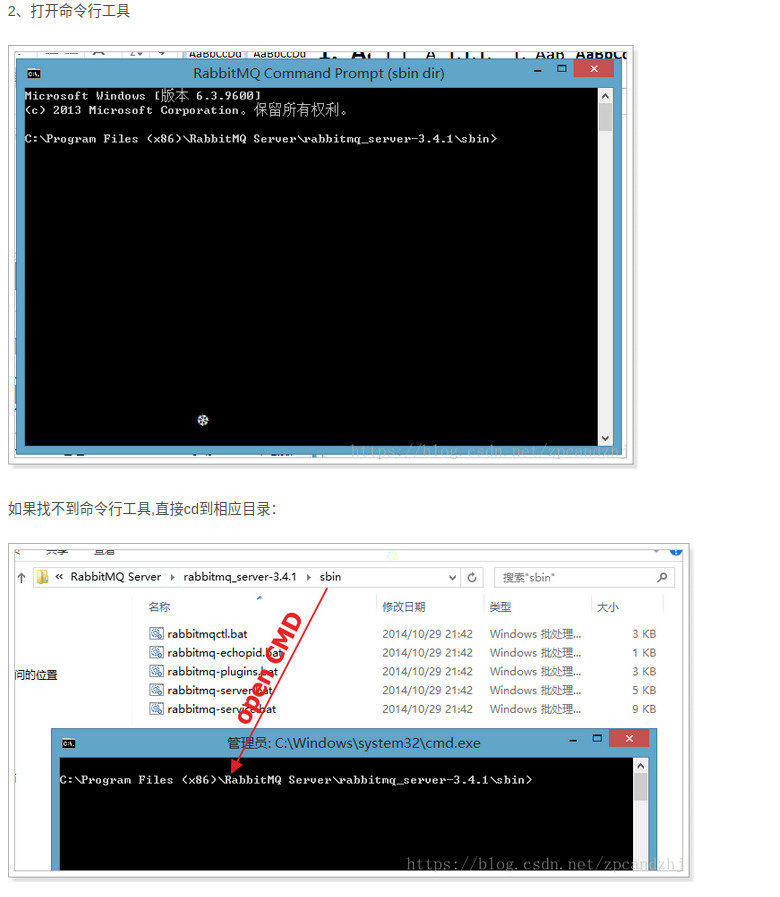 2、打开命令行工具
RabbitMQ Command Prompt (sbin dir)
Microsoft Windows [版本 6.3.9600]
(c) 2013 Microsoft Corporation。保留所有权利。
C:\Program Files (x86)\RabbitMQ Server\rabbitmq_server-3.4.1\sbin>
https://blog.csdn.net/zpcandzhj
如果找不到命令行工具,直接cd到相应目录：
共享 查看
« RabbitMQ Server rabbitmq_server-3.4.1 sbin 搜索"sbin"
名称 修改日期 类型 大小
rabbitmqctl.bat 2014/10/29 21:42 Windows 批处理... 3 KB
rabbitmq-echopid.bat 2014/10/29 21:42 Windows 批处理... 1 KB
问的位置 rabbitmq-plugins.bat 2014/10/29 21:42 Windows 批处理... 3 KB
rabbitmq-server.bat 2014/10/29 21:42 Windows 批处理... 5 KB
rabbitmq-service.bat 2014/10/29 21:42 Windows 批处理... 9 KB
open CMD
管理员: C:\Windows\system32\cmd.exe
C:\Program Files (x86)\RabbitMQ Server\rabbitmq_server-3.4.1\sbin>
https://blog.csdn.net/zpcandzhj